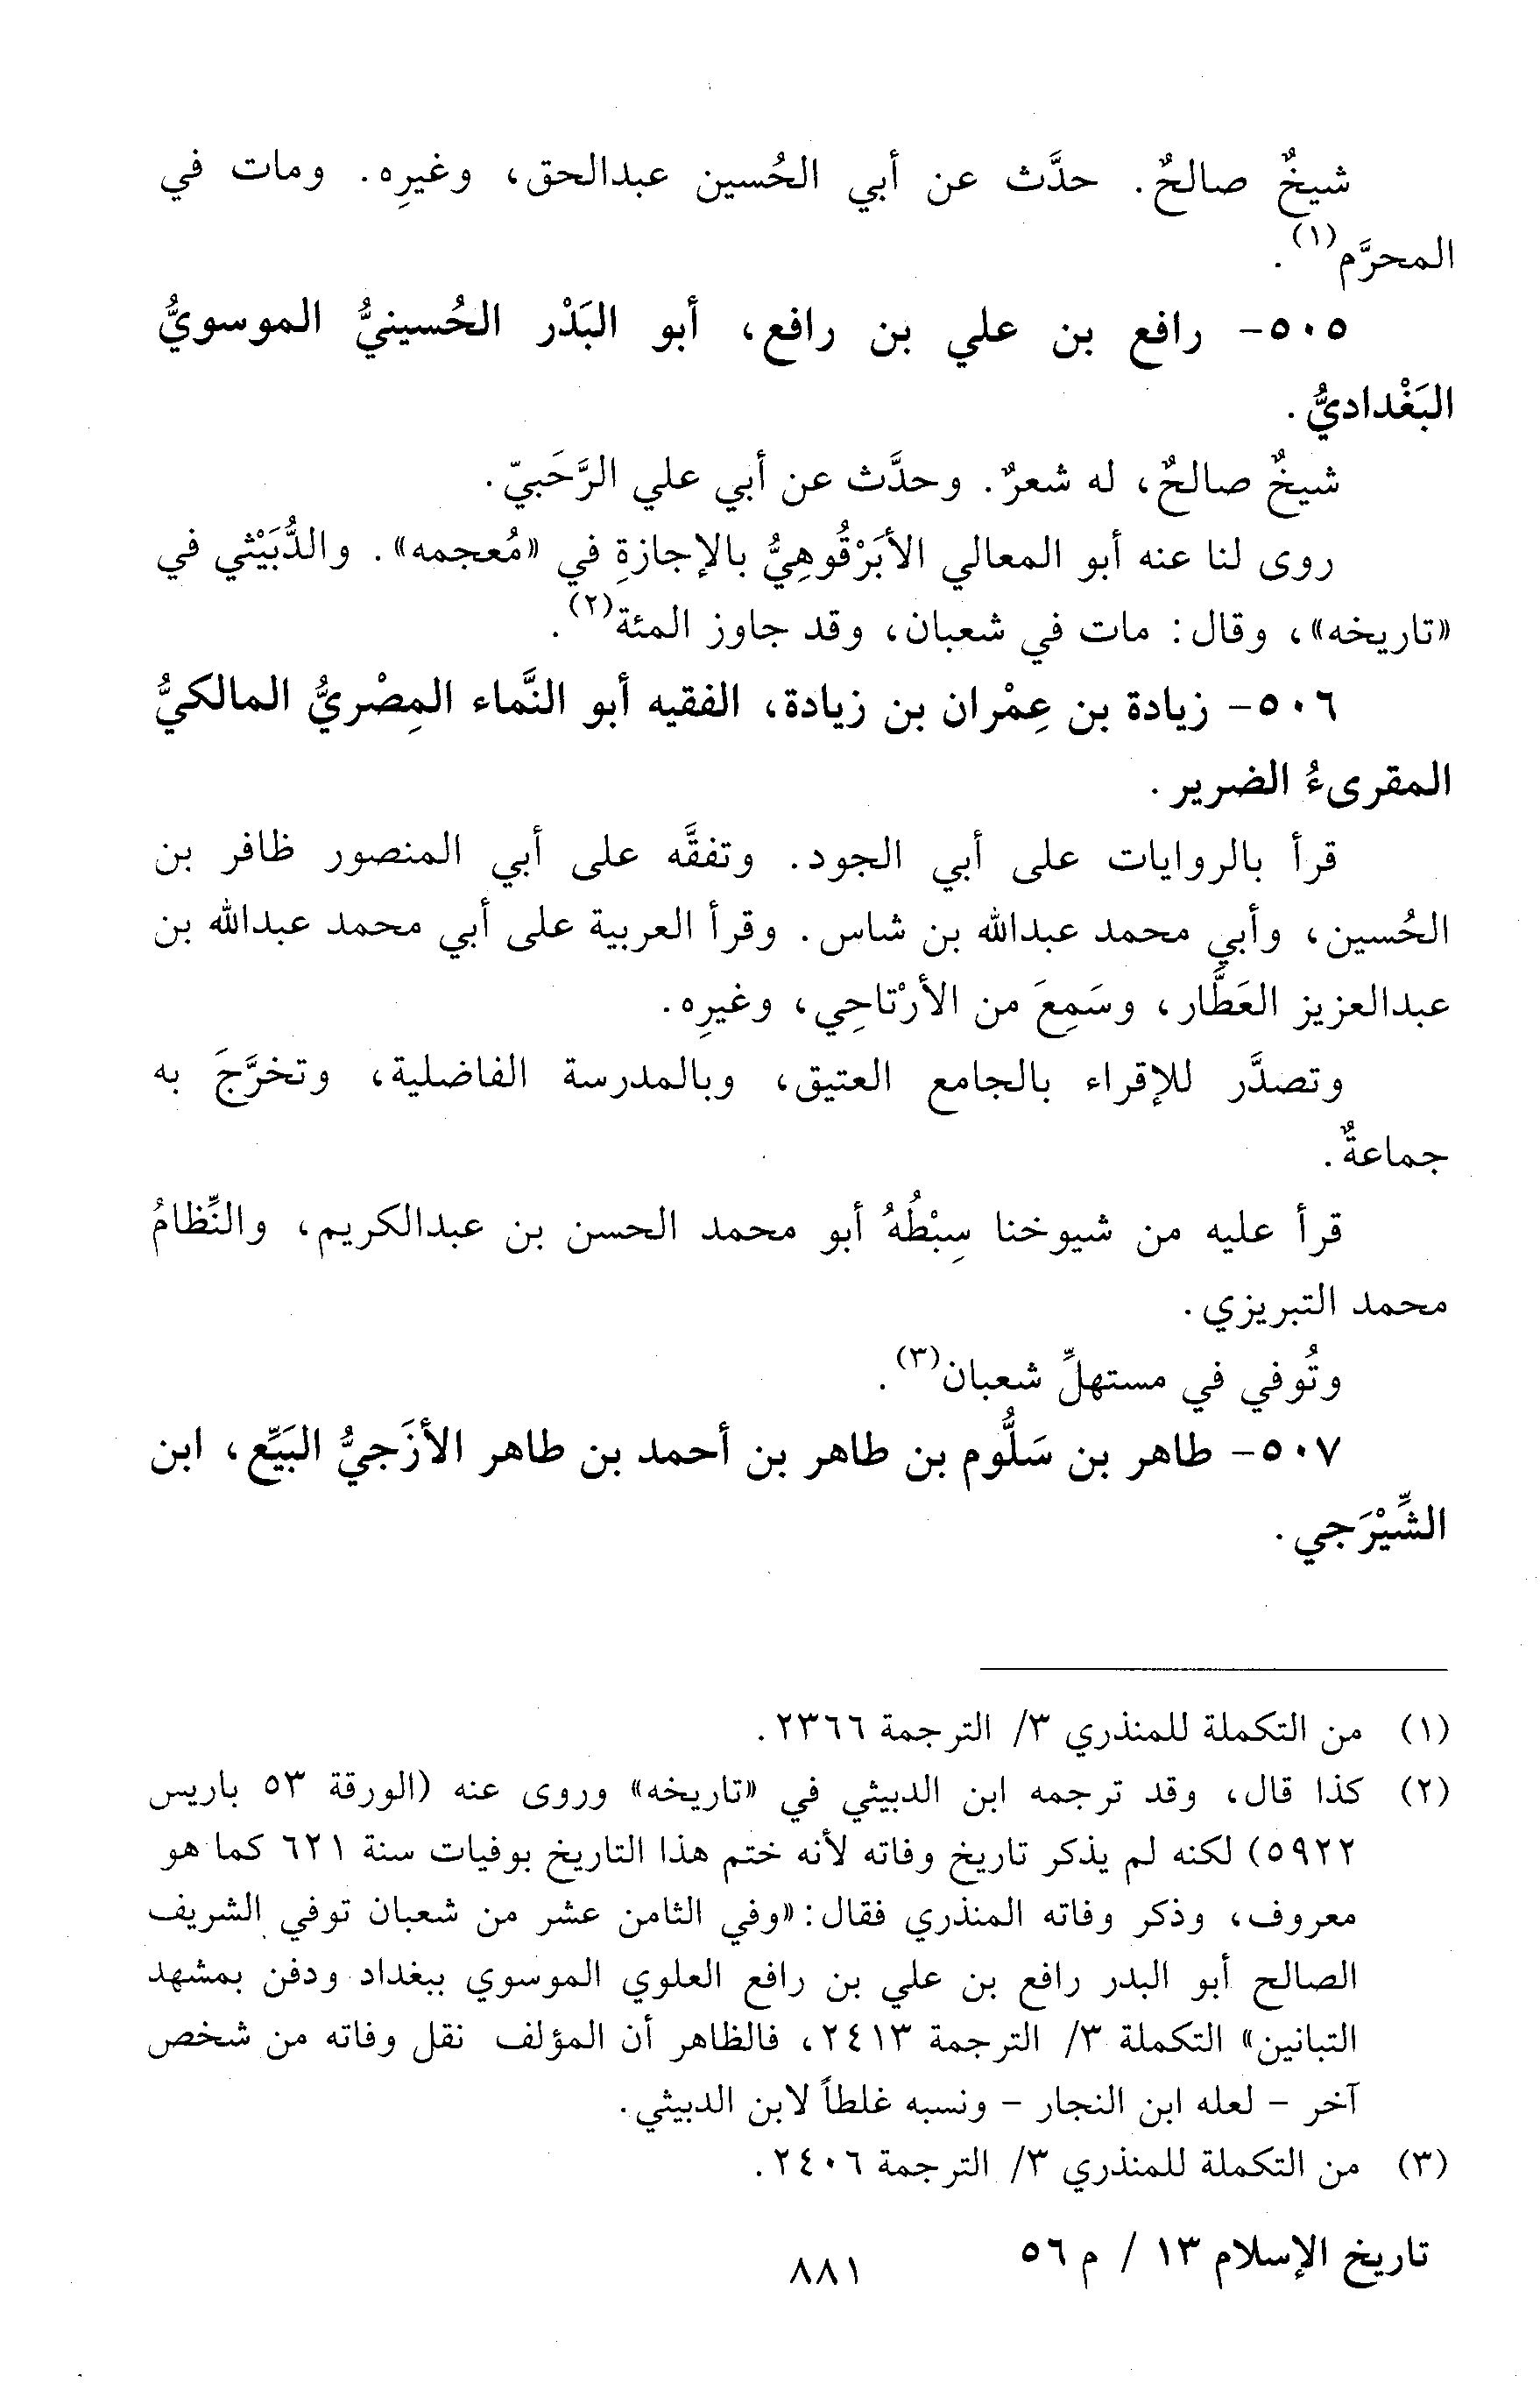 شيخٌ صالحٌ. حدَّث عن أبي الحُسين عبدالحق، وغيرِه. ومات في
المحرَّم(١).
٥٠٥- رافع بن علي بن رافع، أبو البَدْر الحُسينيُّ الموسويُّ
البَغْداديُّ.
شيخٌ صالحٌ، له شعرٌ. وحدَّث عن أبي علي الرَّحَبيّ.
روى لنا عنه أبو المعالي الأبَرْقُوهِيُّ بالإجازةِ في «مُعجمه». والدُّبَيْثي في
«تاريخه»، وقال: مات في شعبان، وقد جاوز المئة(٢).
٥٠٦- زيادة بن عِمْران بن زيادة، الفقيه أبو النَّماء المِصْريُّ المالكيُّ
المقرىءُ الضرير.
قرأ بالروايات على أبي الجود. وتفقَّه على أبي المنصور ظافر بن
الحُسين، وأبي محمد عبدالله بن شاس. وقرأ العربية على أبي محمد عبدالله بن
عبدالعزيز العَطَّار، وسَمِعَ من الأرْتاحِي، وغيرِه.
وتصدَّر للإقراء بالجامع العتيق، وبالمدرسة الفاضلية، وتخرَّجَ به
جماعةٌ.
قرأ عليه من شيوخنا سِبْطُهُ أبو محمد الحسن بن عبدالكريم، والنِّظامُ
محمد التبريزي.
وتُوفي في مستهلِّ شعبان(٣).
٥٠٧- طاهر بن سَلُّوم بن طاهر بن أحمد بن طاهر الأزَجيُّ البَيِّع، ابن
الشِّيْرَجي.
(١) من التكملة للمنذري ٣/ الترجمة ٢٣٦٦.
(٢) كذا قال، وقد ترجمه ابن الدبيثي في «تاريخه» وروى عنه (الورقة ٥٣ باريس
٥٩٢٢) لكنه لم يذكر تاريخ وفاته لأنه ختم هذا التاريخ بوفيات سنة ٦٢١ كما هو
معروف، وذكر وفاته المنذري فقال: «وفي الثامن عشر من شعبان توفي الشريف
الصالح أبو البدر رافع بن علي بن رافع العلوي الموسوي ببغداد ودفن بمشهد
التبانين» التكملة ٣/ الترجمة ٢٤١٣، فالظاهر أن المؤلف نقل وفاته من شخص
آخر - لعله ابن النجار - ونسبه غلطاً لابن الدبيثي.
(٣) من التكملة للمنذري ٣/ الترجمة ٢٤٠٦.
تاريخ الإسلام ١٣ / م ٥٦
٨٨١